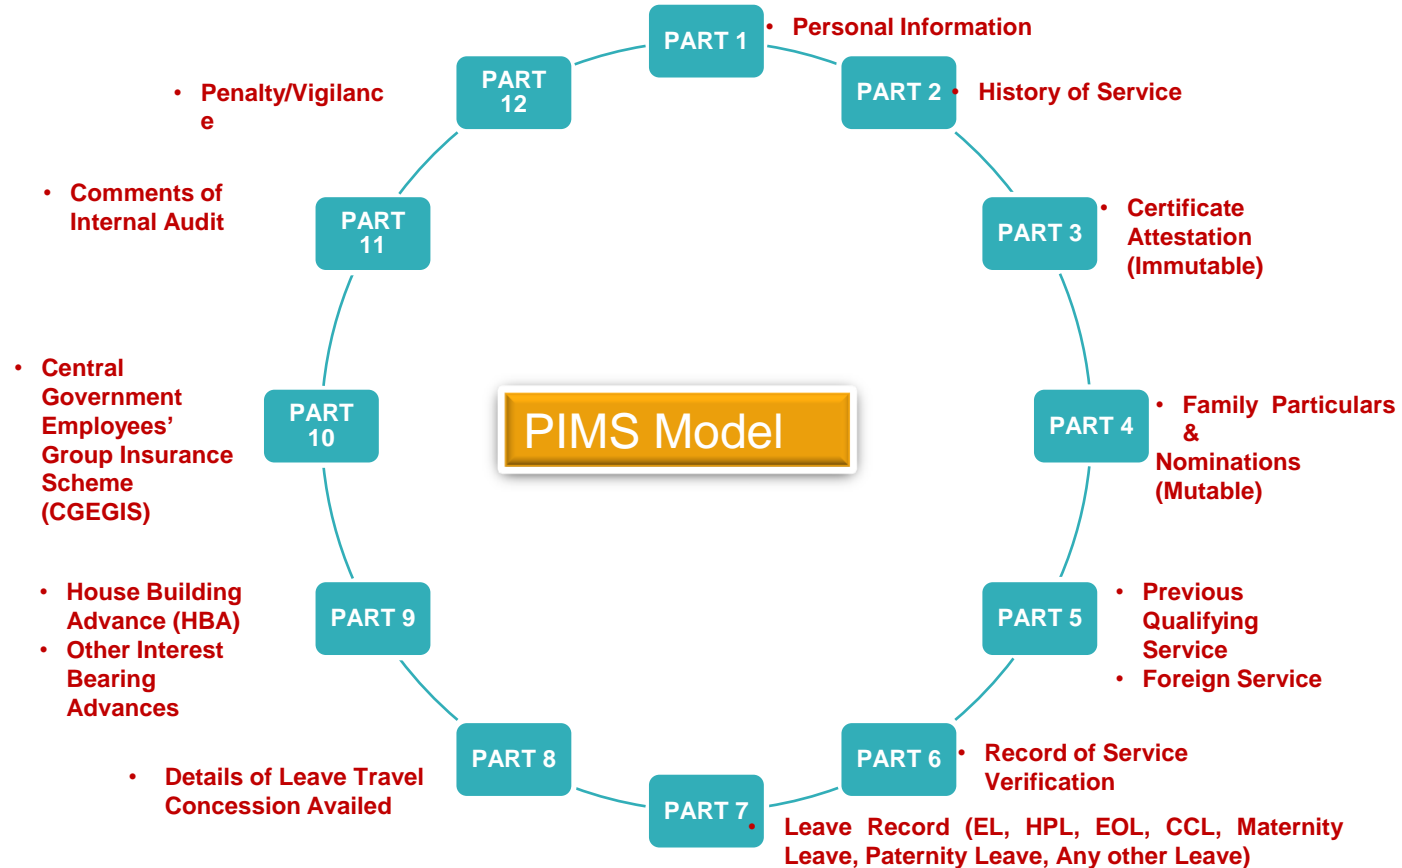 PART 1
• Personal Information
PART 2
• History of Service
PART 3
• Certificate
Attestation
(Immutable)
PART 4
• Family Particulars
&
Nominations
(Mutable)
PART 5
• Previous
Qualifying
Service
• Foreign Service
PART 6
• Record of Service
Verification
PART 7
• Leave Record (EL, HPL, EOL, CCL, Maternity
Leave, Paternity Leave, Any other Leave)
PART 8
• Details of Leave Travel
Concession Availed
PART 9
• House Building
Advance (HBA)
• Other Interest
Bearing
Advances
PART
10
• Central
Government
Employees’
Group Insurance
Scheme
(CGEGIS)
PART
11
• Comments of
Internal Audit
PART
12
• Penalty/Vigilanc
e
PIMS Model